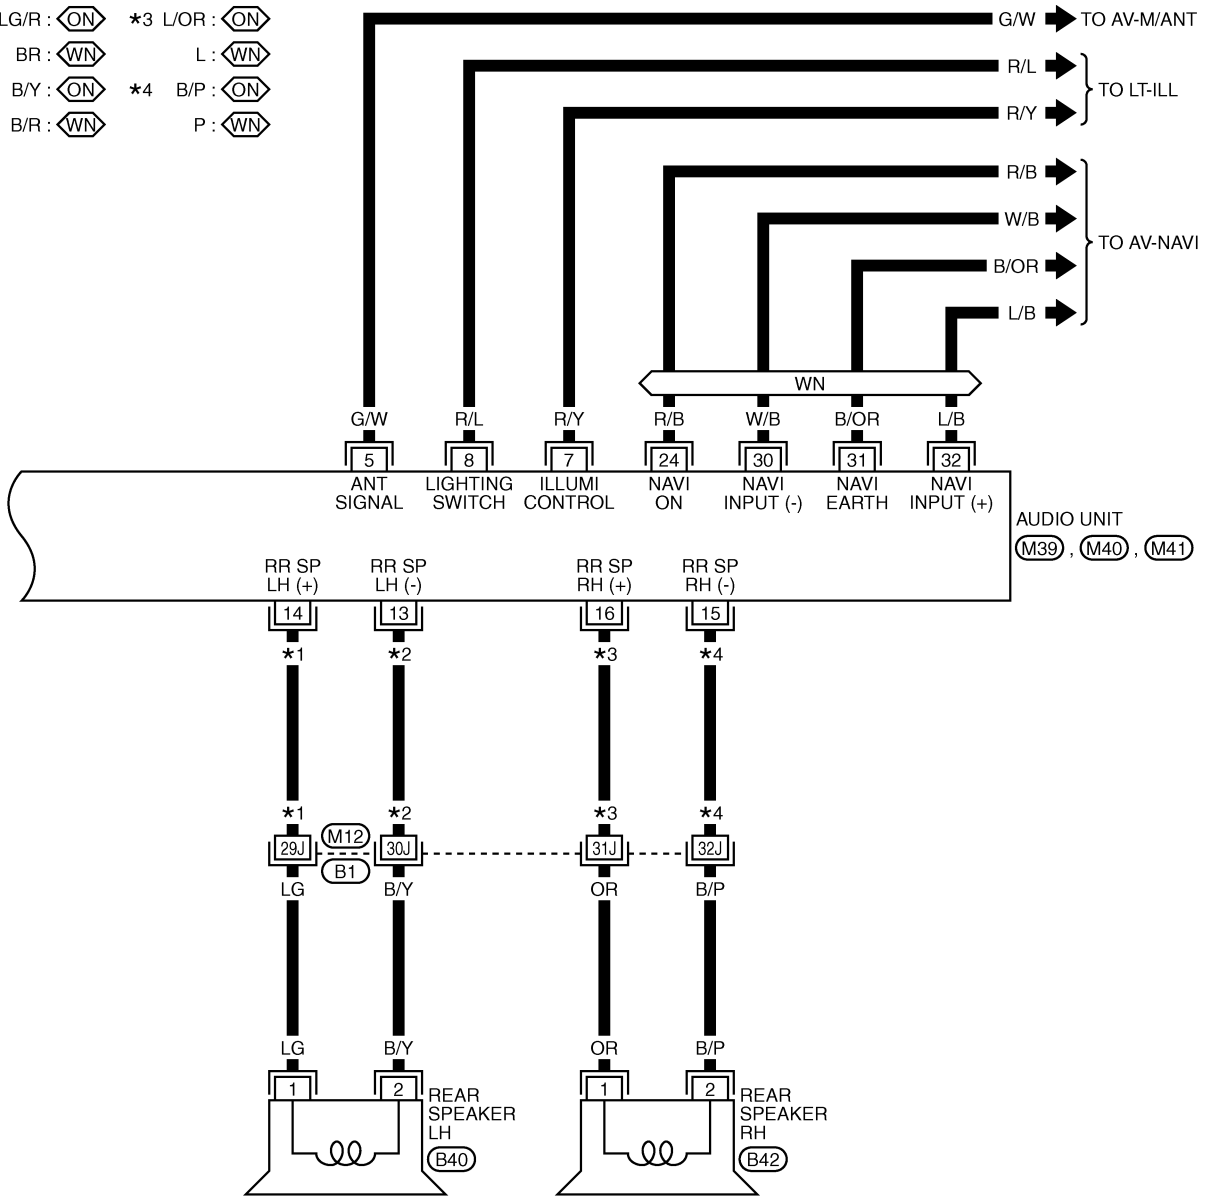 LG/R : ON *3 L/OR : ON
BR : WN L : WN
B/Y : ON *4 B/P : ON
B/R : WN P : WN
G/W TO AV-M/ANT
R/L
TO LT-ILL
R/Y
R/B
W/B
TO AV-NAVI
B/OR
L/B
WN
G/W R/L R/Y R/B W/B B/OR L/B
5 8 7 24 30 31 32
ANT SIGNAL
LIGHTING SWITCH
ILLUMI CONTROL
NAVI ON
NAVI INPUT (-)
NAVI EARTH
NAVI INPUT (+)
AUDIO UNIT
M39 , M40 , M41
RR SP LH (+)
RR SP LH (-)
RR SP RH (+)
RR SP RH (-)
14 13 16 15
*1 *2 *3 *4
*1 *2 *3 *4
M12
29J 30J 31J 32J
B1
LG B/Y OR B/P
LG B/Y OR B/P
1 2 1 2
REAR
SPEAKER
LH
B40
REAR
SPEAKER
RH
B42